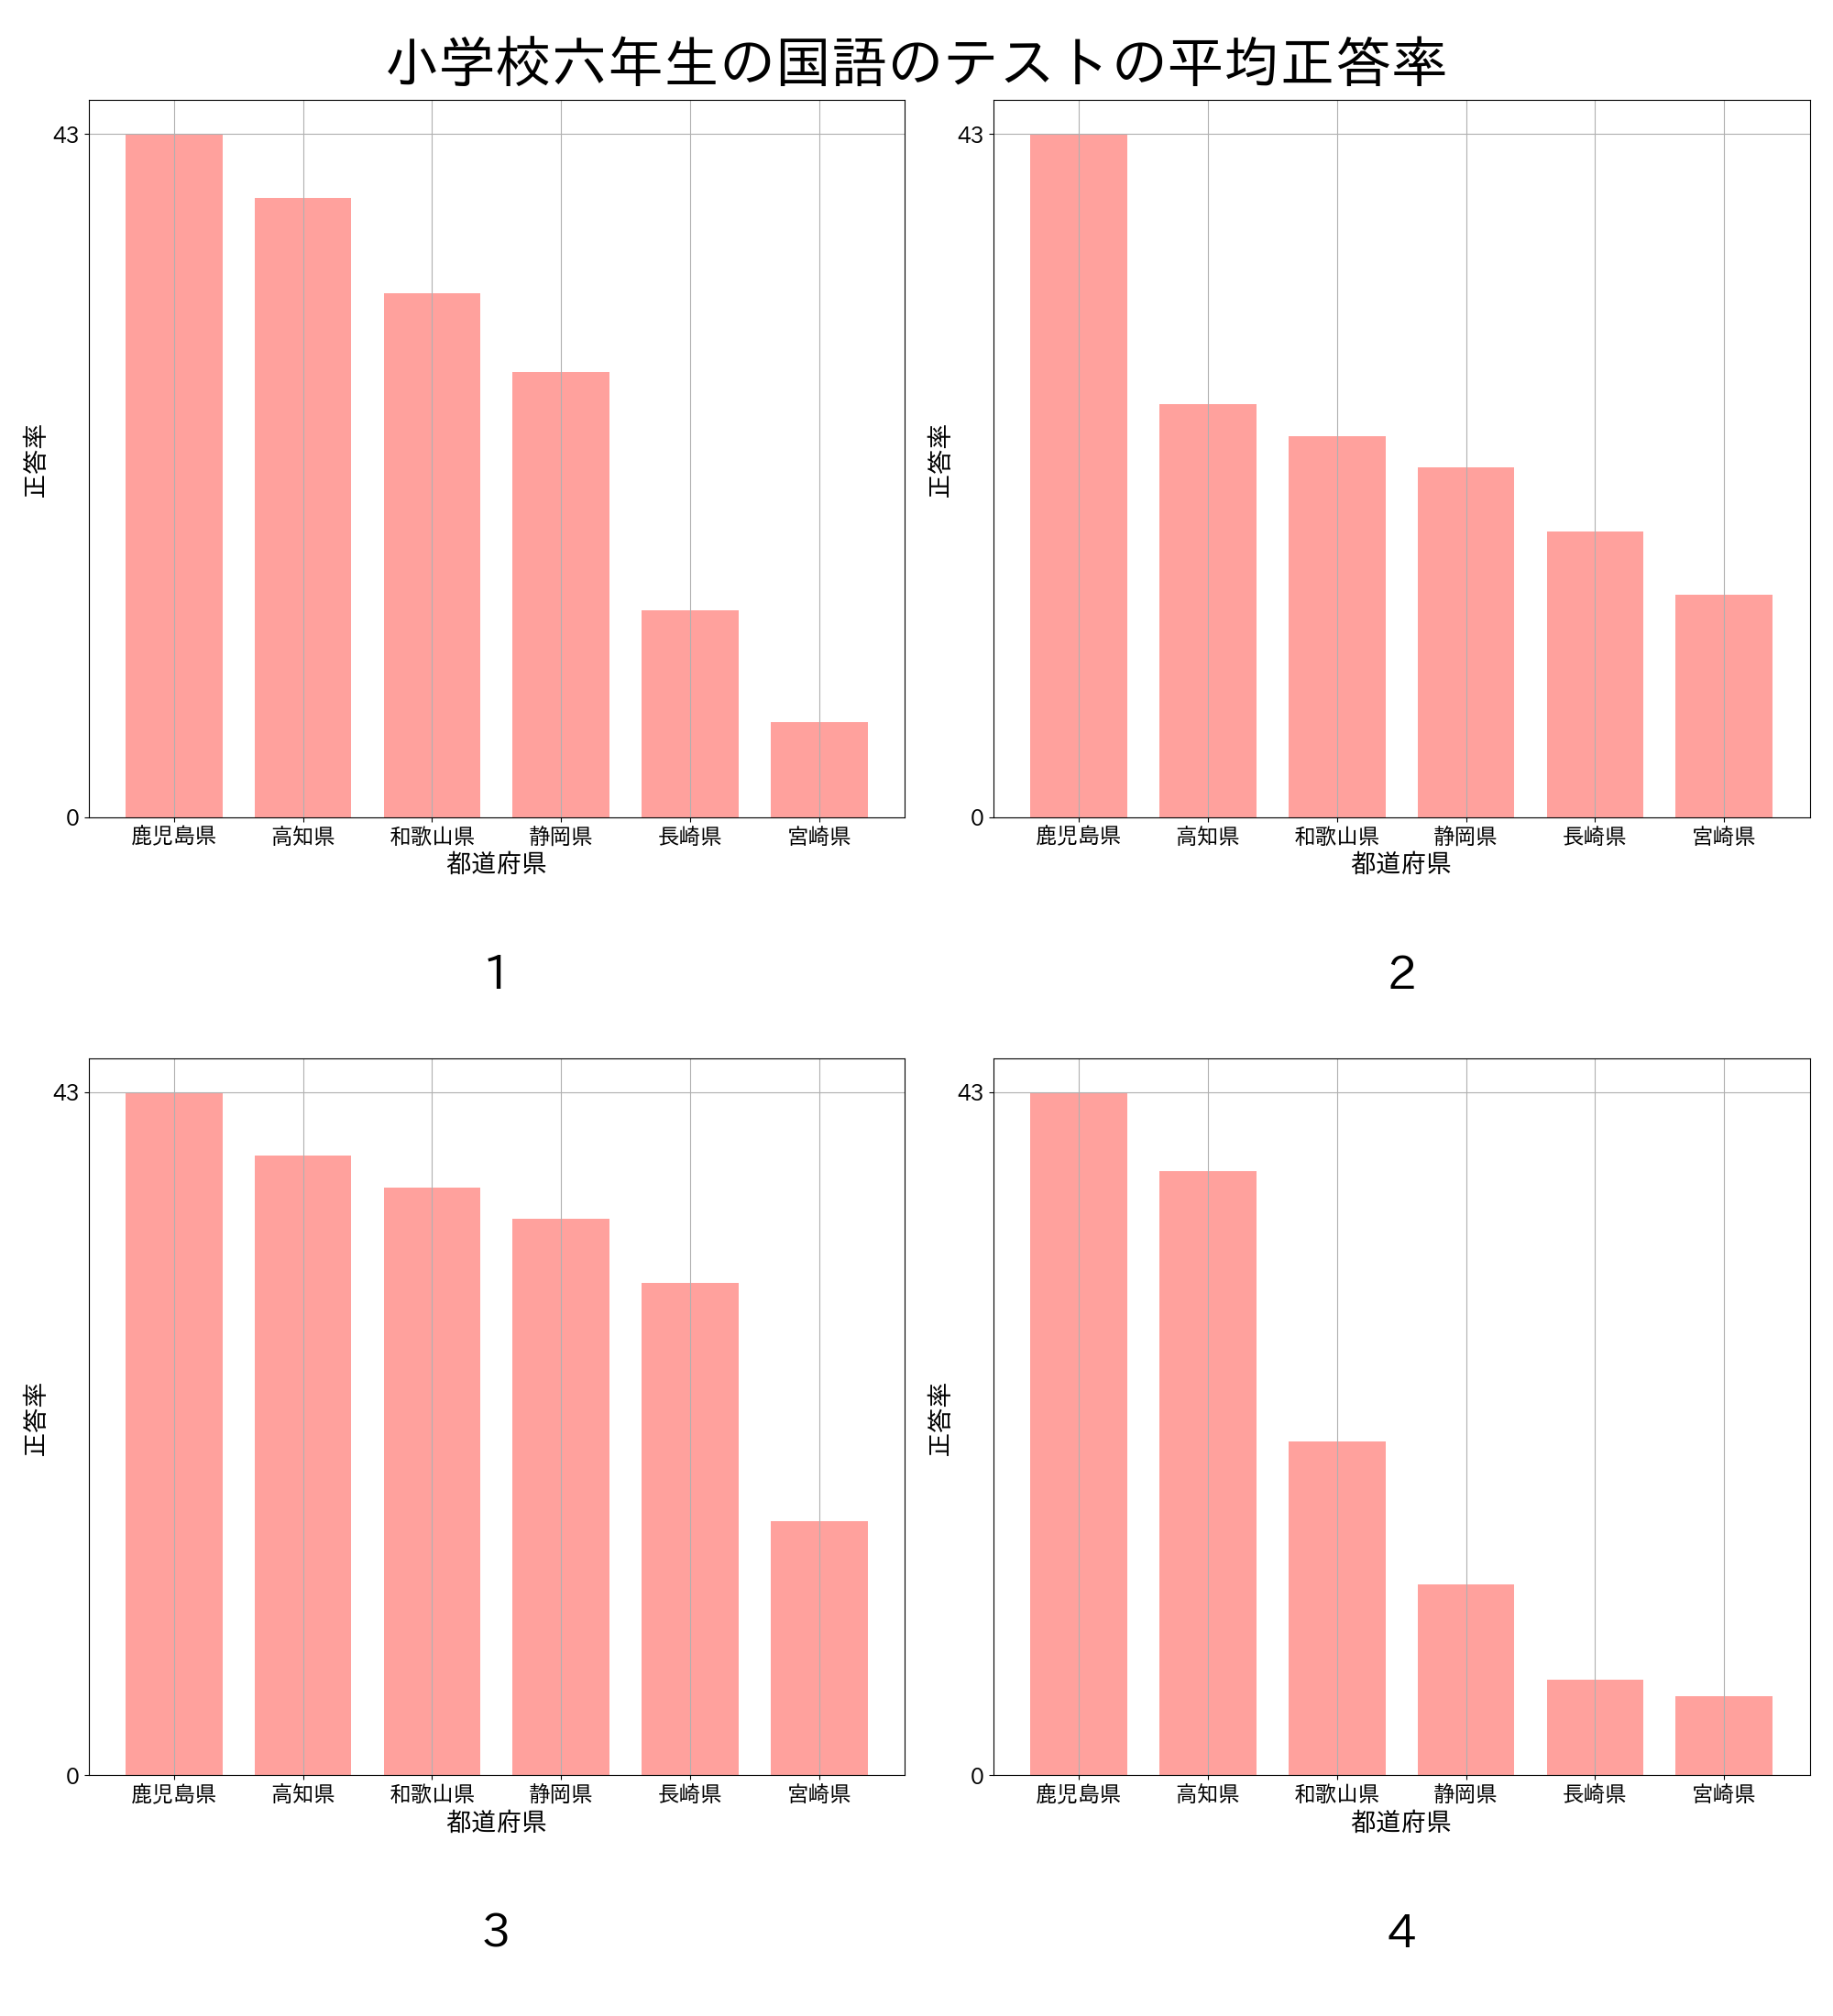 小学校六年生の国語のテストの平均正答率
43
0
正答率
鹿児島県 高知県 和歌山県 静岡県 長崎県 宮崎県
都道府県
1
43
0
正答率
鹿児島県 高知県 和歌山県 静岡県 長崎県 宮崎県
都道府県
2
43
0
正答率
鹿児島県 高知県 和歌山県 静岡県 長崎県 宮崎県
都道府県
3
43
0
正答率
鹿児島県 高知県 和歌山県 静岡県 長崎県 宮崎県
都道府県
4